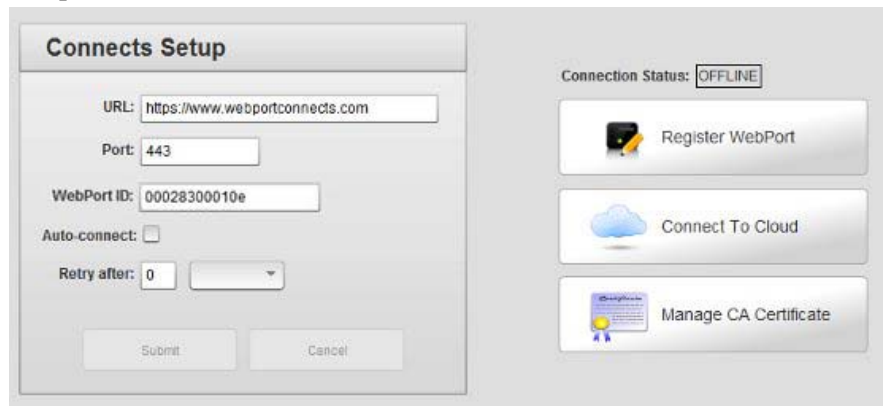 Connects Setup
URL: https://www.webportconnects.com
Port: 443
WebPort ID: 00028300010e
Auto-connect:
Retry after: 0
Submit Cancel
Connection Status: OFFLINE
Register WebPort
Connect To Cloud
Manage CA Certificate